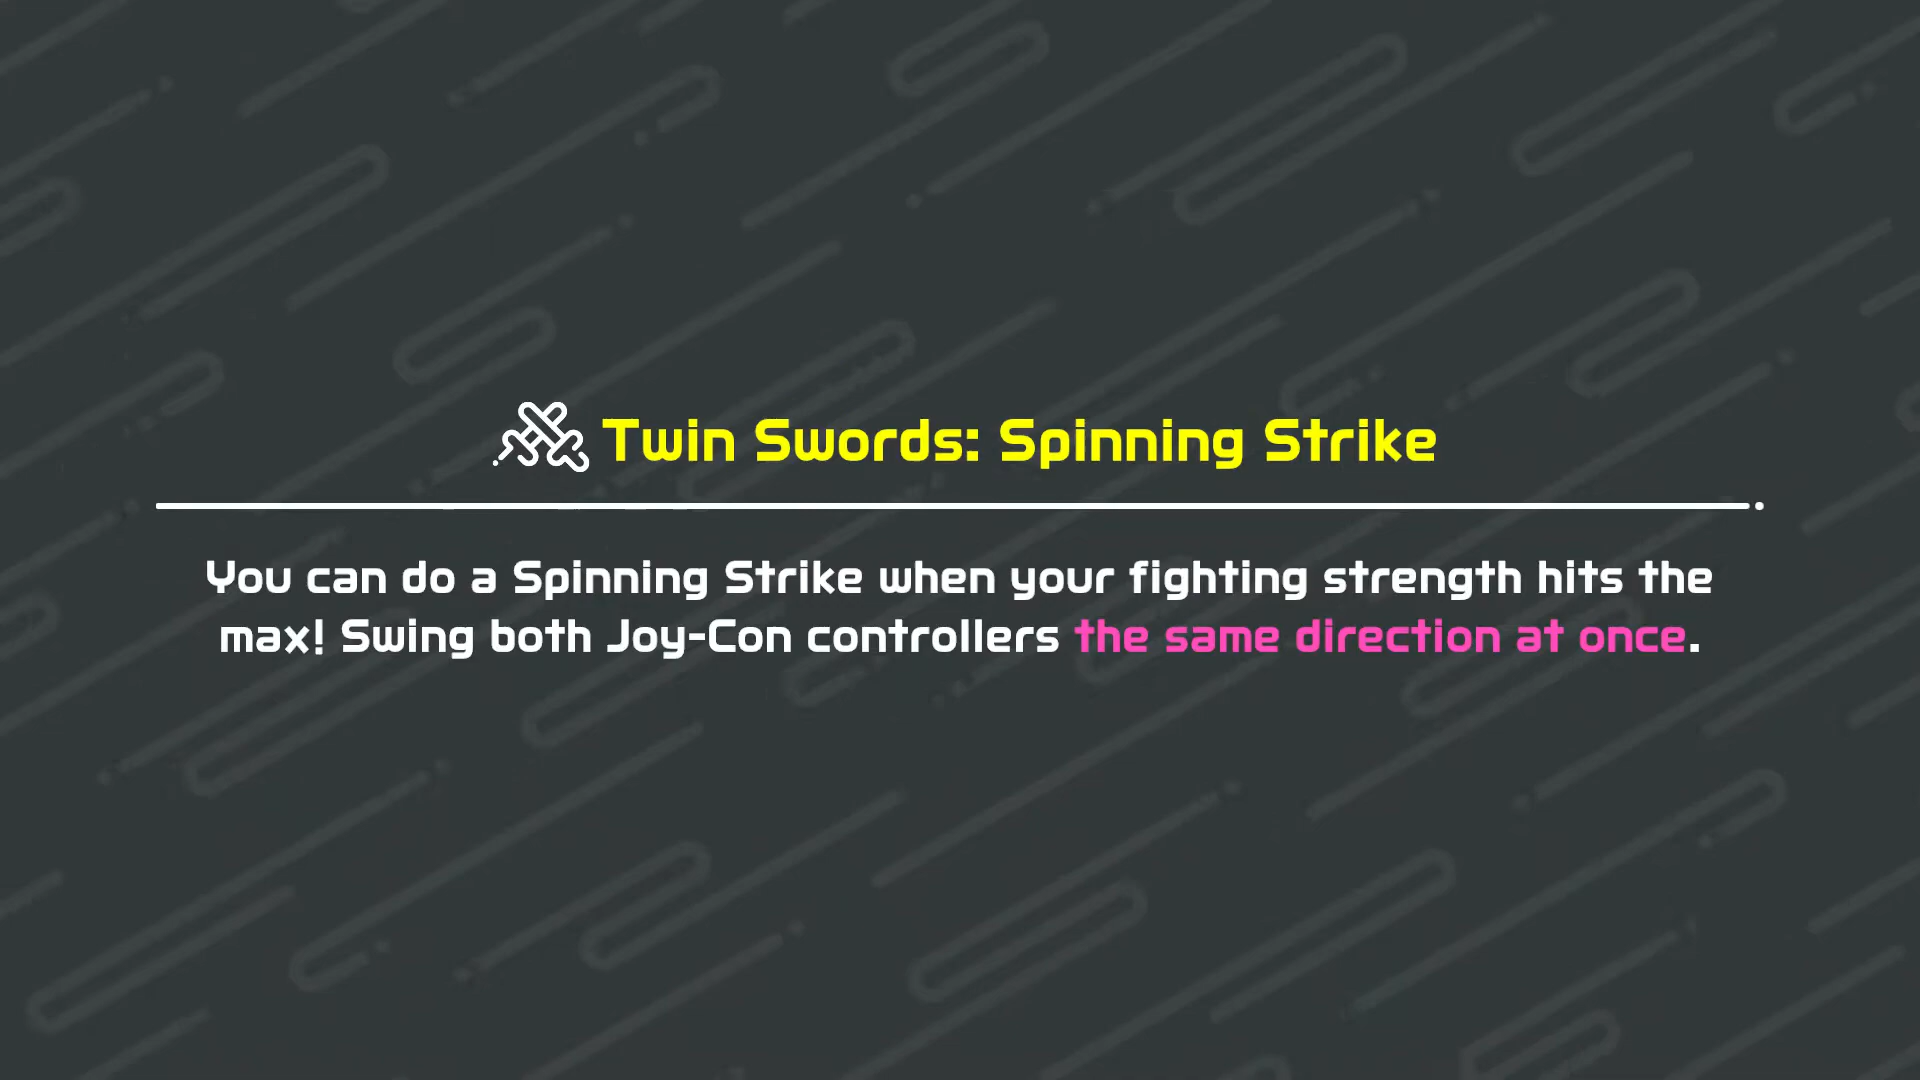 Twin Swords: Spinning Strike
You can do a Spinning Strike when your fighting strength hits the
max! Swing both Joy-Con controllers the same direction at once.